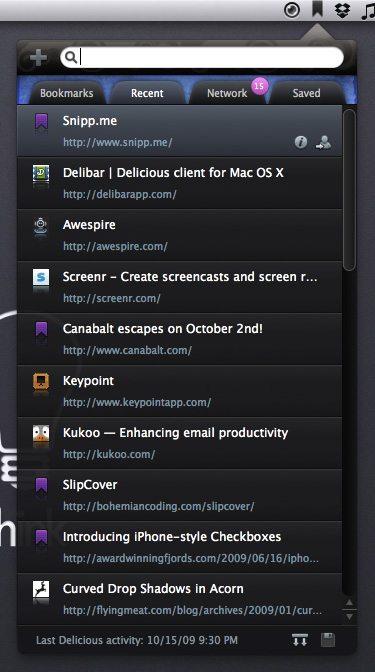 Bookmarks
Recent
Network
15
Saved
Snipp.me
http://www.snipp.me/
Delibar | Delicious client for Mac OS X
http://delibarapp.com/
Awespire
http://awespire.com/
Screenr – Create screencasts and screen r...
http://screenr.com/
Canabalt escapes on October 2nd!
http://www.canabalt.com/
Keypoint
http://www.keypointapp.com/
Kukoo — Enhancing email productivity
http://kukoo.com/
SlipCover
http://bohemiancoding.com/slipcover/
Introducing iPhone-style Checkboxes
http://awardwinningfjords.com/2009/06/16/ipho...
Curved Drop Shadows in Acorn
http://flyingmeat.com/blog/archives/2009/01/cur...
Last Delicious activity: 10/15/09 9:30 PM